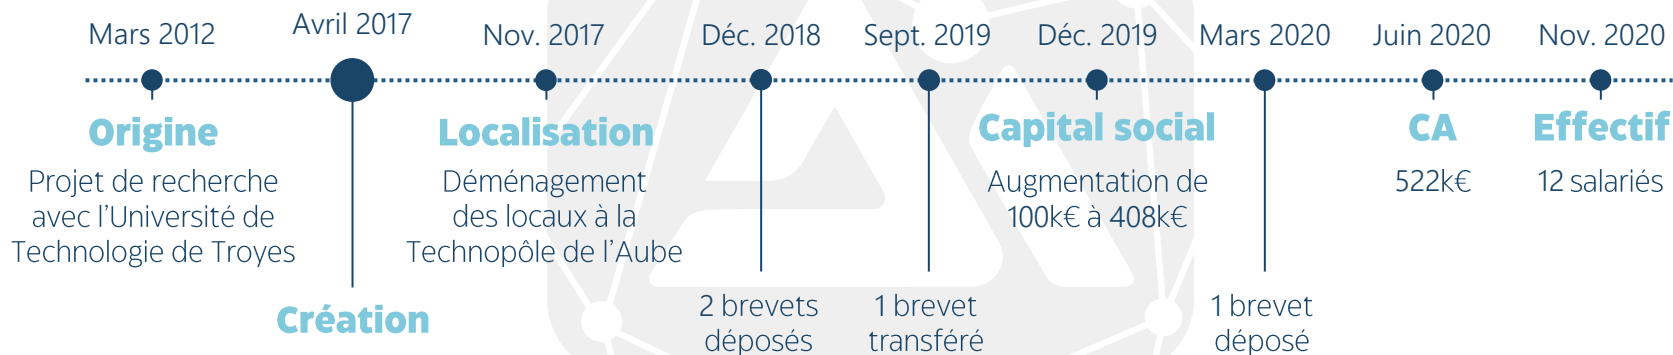 Mars 2012
Avril 2017
Nov. 2017
Déc. 2018
Sept. 2019
Déc. 2019
Mars 2020
Juin 2020
Nov. 2020
Origine
Projet de recherche
avec l’Université de
Technologie de Troyes
Création
Localisation
Déménagement
des locaux à la
Technopôle de l’Aube
2 brevets
déposés
1 brevet
transféré
Capital social
Augmentation de
100k€ à 408k€
1 brevet
déposé
CA
522k€
Effectif
12 salariés